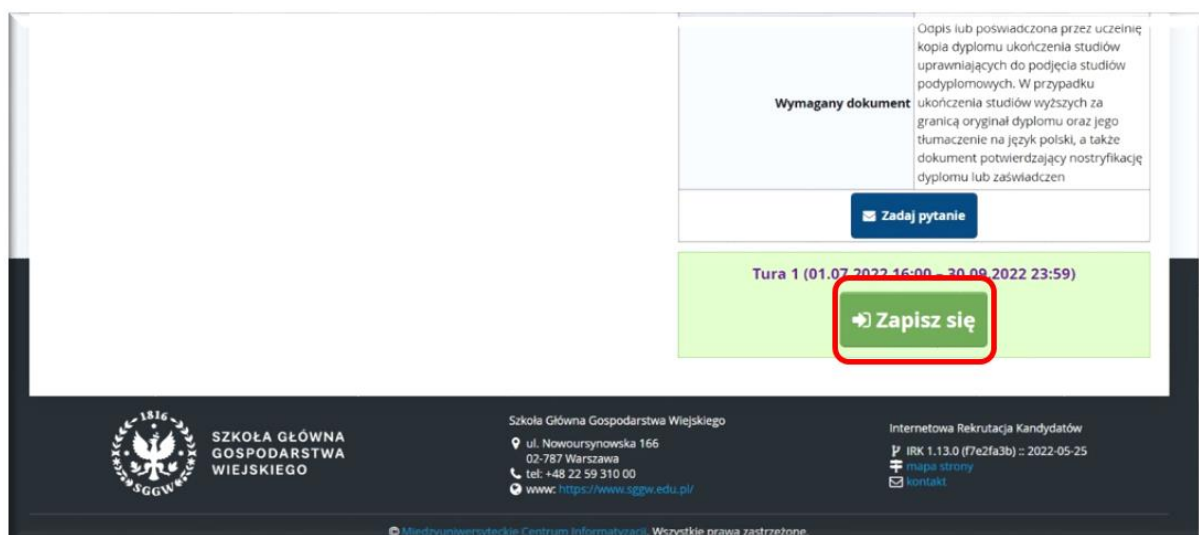 Odpis lub poświadczona przez uczelnię
kopia dyplomu ukończenia studiów
uprawniających do podjęcia studiów
podyplomowych. W przypadku
Wymagany dokument
ukończenia studiów wyższych za
granicą oryginał dyplomu oraz jego
tłumaczenie na język polski, a także
dokument potwierdzający nostryfikację
dyplomu lub zaświadczen
Zadaj pytanie
Tura 1 (01.07.2022 16:00 – 30.09.2022 23:59)
Zapisz się
1816
SGGW
SZKOŁA GŁÓWNA
GOSPODARSTWA
WIEJSKIEGO
Szkoła Główna Gospodarstwa Wiejskiego
ul. Nowoursynowska 166
02-787 Warszawa
tel: +48 22 59 310 00
www: https://www.sggw.edu.pl/
Internetowa Rekrutacja Kandydatów
IRK 1.13.0 (f7e2fa3b) :: 2022-05-25
mapa strony
kontakt
© Międzyuniwersyteckie Centrum Informatyzacji. Wszystkie prawa zastrzeżone.